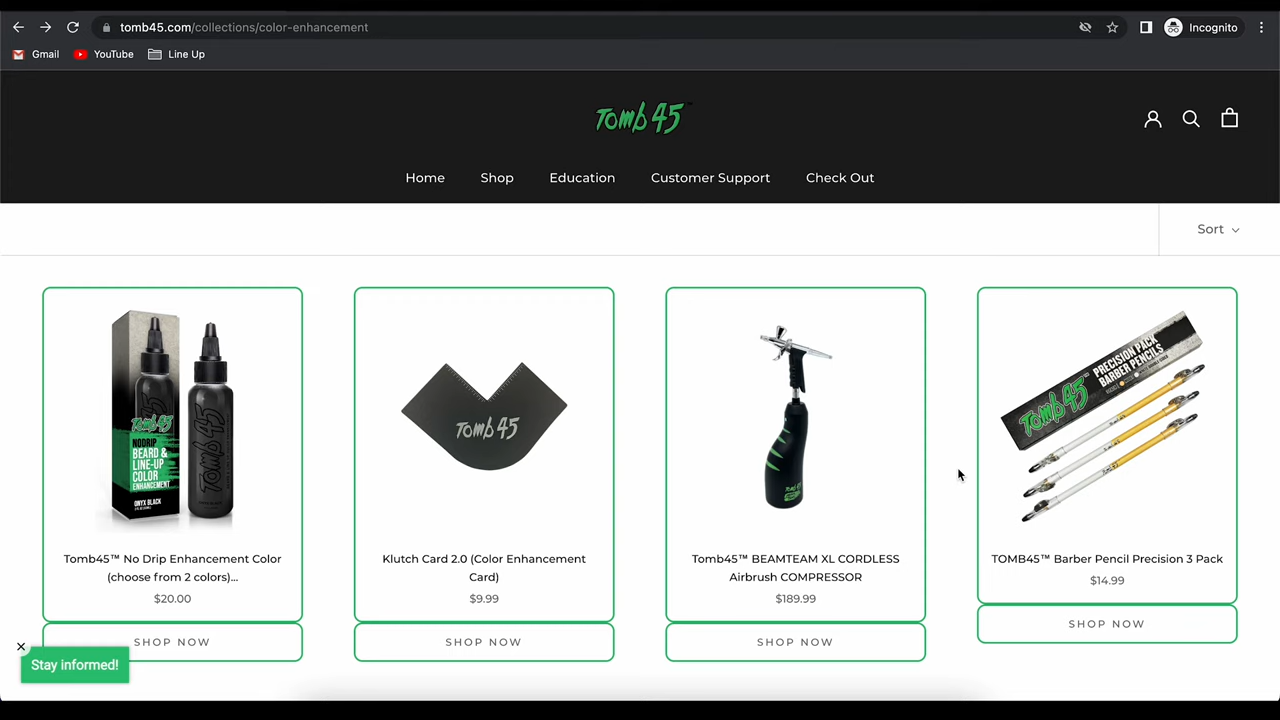 tomb45.com/collections/color-enhancement
Incognito
Gmail
YouTube
Line Up
Tomb45
Home
Shop
Education
Customer Support
Check Out
Sort
Tomb45
NODRIP
BEARD &
LINE-UP
COLOR
ENHANCEMENT
ONYX BLACK
Tomb45
Tomb45
Tomb45
Tomb45
PRECISION PACK
BARBER PENCILS
Tomb45™ No Drip Enhancement Color
(choose from 2 colors)...
$20.00
SHOP NOW
Klutch Card 2.0 (Color Enhancement
Card)
$9.99
SHOP NOW
Tomb45™ BEAMTEAM XL CORDLESS
Airbrush COMPRESSOR
$189.99
SHOP NOW
TOMB45™ Barber Pencil Precision 3 Pack
$14.99
SHOP NOW
Stay informed!